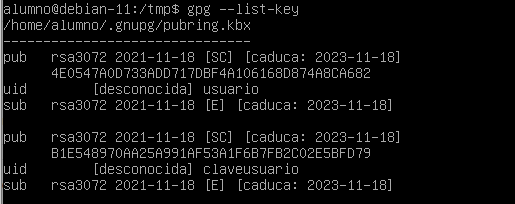 alumno@debian-11:/tmp$ gpg --list-key
/home/alumno/.gnupg/pubring.kbx
-------------------------------
pub   rsa3072 2021-11-18 [SC] [caduca: 2023-11-18]
      4E0547A0D733ADD717DBF4A106168D874A8CA682
uid        [desconocida] usuario
sub   rsa3072 2021-11-18 [E] [caduca: 2023-11-18]

pub   rsa3072 2021-11-18 [SC] [caduca: 2023-11-18]
      B1E548970AA25A991AF53A1F6B7FB2C02E5BFD79
uid        [desconocida] claveusuario
sub   rsa3072 2021-11-18 [E] [caduca: 2023-11-18]